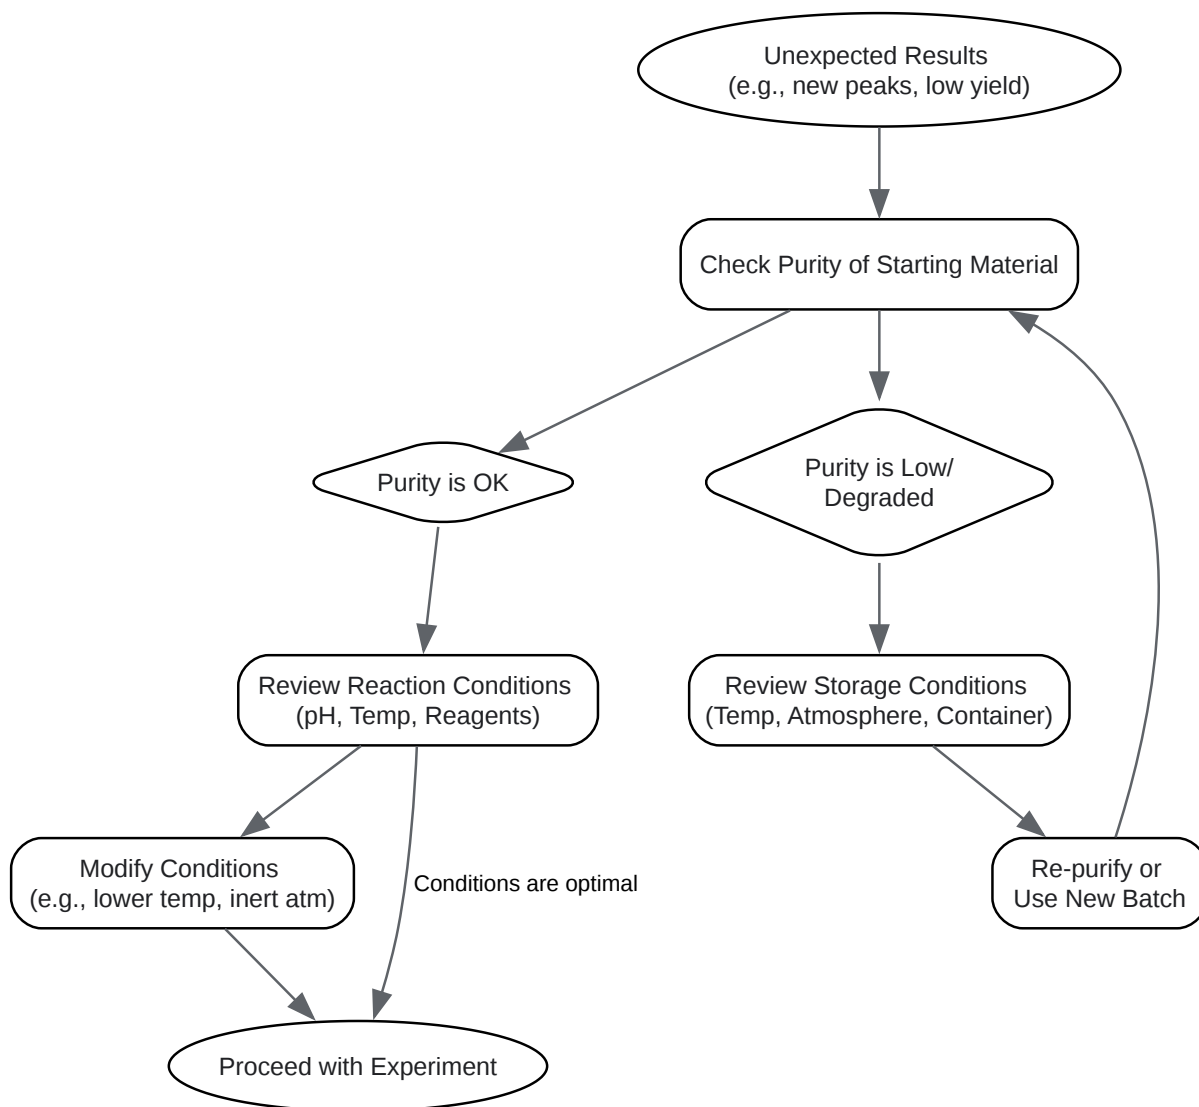 Unexpected Results
(e.g., new peaks, low yield)
Check Purity of Starting Material
Purity is OK
Purity is Low/
Degraded
Review Reaction Conditions
(pH, Temp, Reagents)
Review Storage Conditions
(Temp, Atmosphere, Container)
Modify Conditions
(e.g., lower temp, inert atm)
Conditions are optimal
Re-purify or
Use New Batch
Proceed with Experiment